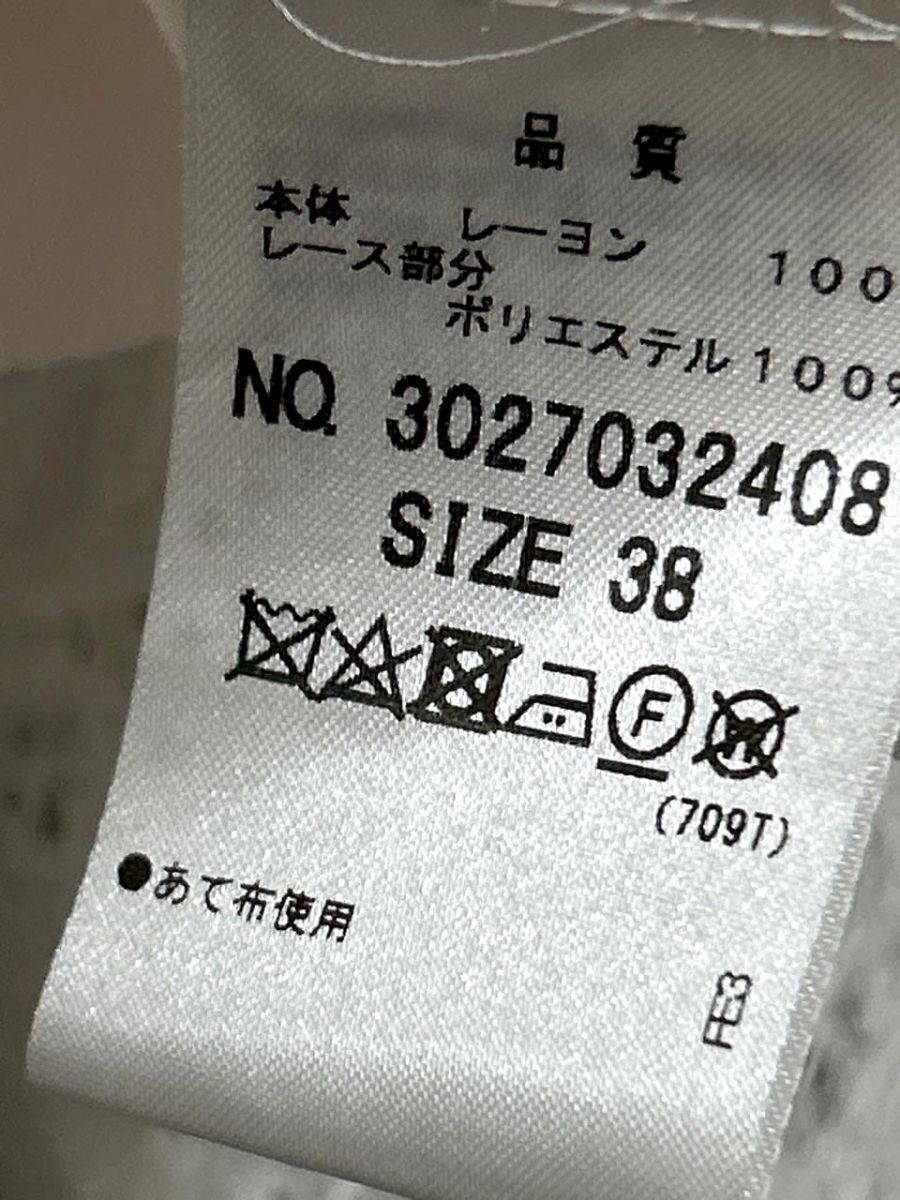 品 質
本体 レーヨン 100
レース部分
ポリエステル100%
NO. 3027032408
SIZE 38
F
(709T)
●あて布使用